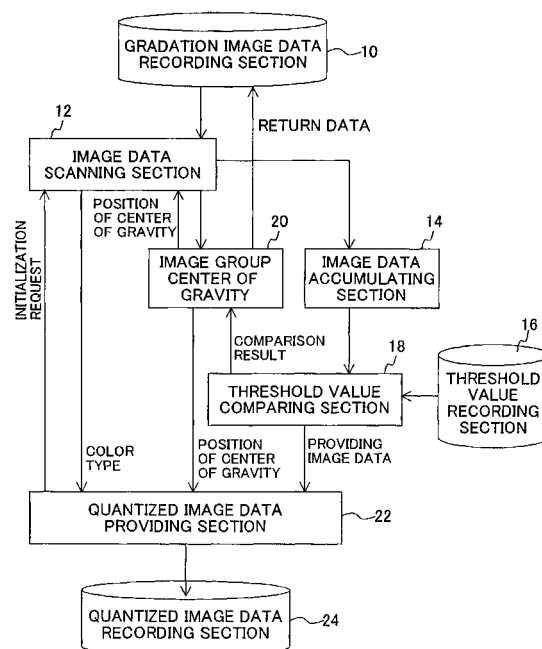 GRADATION IMAGE DATA
RECORDING SECTION
10
12
RETURN DATA
IMAGE DATA
SCANNING SECTION
POSITION
OF CENTER
OF GRAVITY
20
14
INITIALIZATION
REQUEST
IMAGE GROUP
CENTER OF
GRAVITY
IMAGE DATA
ACCUMULATING
SECTION
COMPARISON
RESULT
18
16
THRESHOLD VALUE
COMPARING SECTION
THRESHOLD
VALUE
RECORDING
SECTION
COLOR
TYPE
POSITION
OF CENTER
OF GRAVITY
PROVIDING
IMAGE DATA
QUANTIZED IMAGE DATA
PROVIDING SECTION
22
QUANTIZED IMAGE DATA
RECORDING SECTION
24